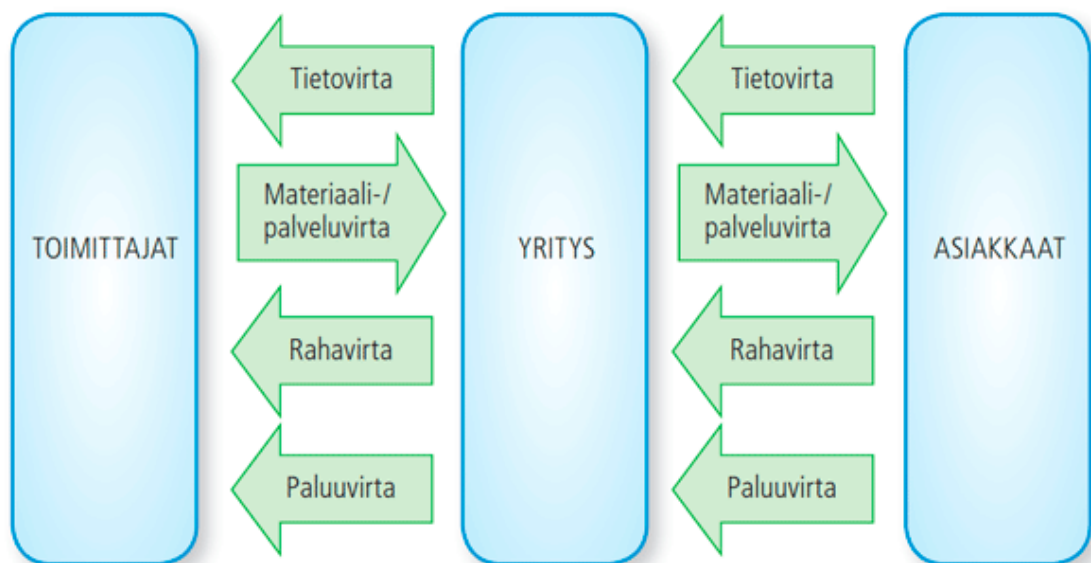 Tietovirta
Tietovirta
Materiaali-/
palveluvirta
Materiaali-/
palveluvirta
TOIMITTAJAT
YRITYS
ASIAKKAAT
Rahavirta
Rahavirta
Paluuvirta
Paluuvirta